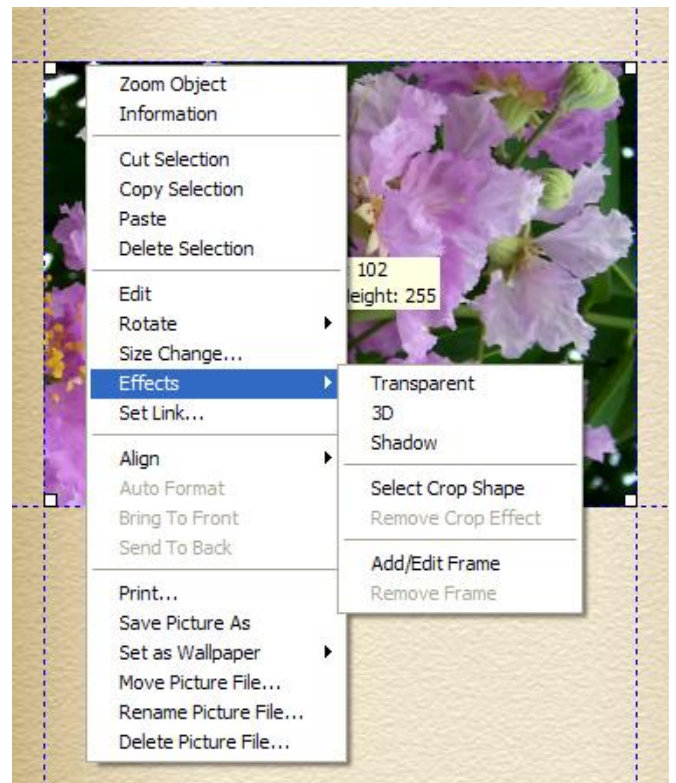 Zoom Object
Information
Cut Selection
Copy Selection
Paste
Delete Selection
102
eight: 255
Edit
Rotate
Size Change...
Effects
Set Link...
Transparent
3D
Shadow
Select Crop Shape
Remove Crop Effect
Add/Edit Frame
Remove Frame
Align
Auto Format
Bring To Front
Send To Back
Print...
Save Picture As
Set as Wallpaper
Move Picture File...
Rename Picture File...
Delete Picture File...